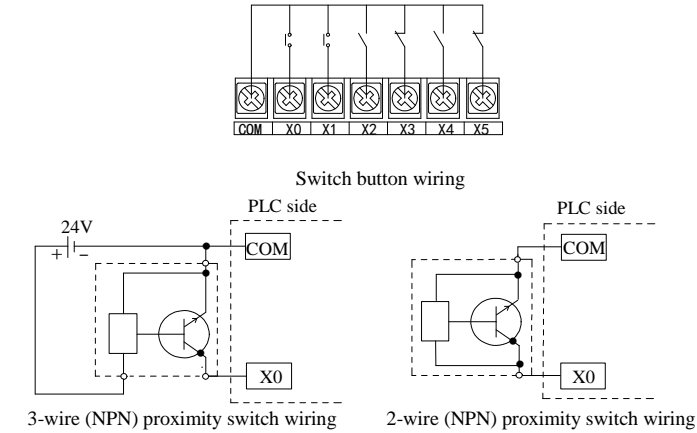 COM X0 X1 X2 X3 X4 X5
Switch button wiring
PLC side
24V
+ −
COM
X0
3-wire (NPN) proximity switch wiring
PLC side
COM
X0
2-wire (NPN) proximity switch wiring